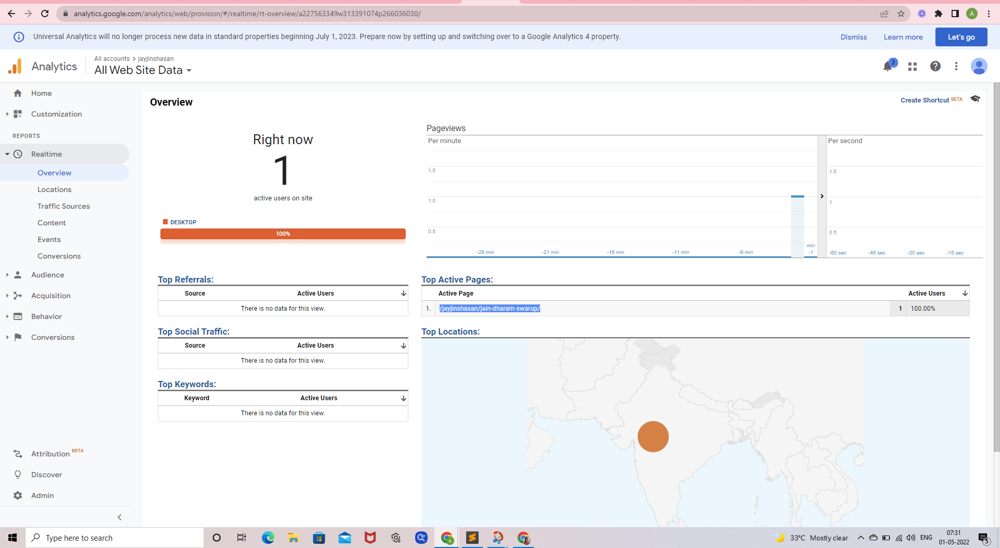 analytics.google.com/analytics/web/provision/#/realtime/rt-overview/a227563349w313391074p266036030/
A
Universal Analytics will no longer process new data in standard properties beginning July 1, 2023. Prepare now by setting up and switching over to a Google Analytics 4 property.
Dismiss
Learn more
Let's go
Analytics
All accounts > jayjinshasan
All Web Site Data
3
Home
Customization
REPORTS
Realtime
Overview
Locations
Traffic Sources
Content
Events
Conversions
Audience
Acquisition
Behavior
Conversions
Attribution BETA
Discover
Admin
Overview
Create Shortcut BETA
Right now
1
active users on site
DESKTOP
100%
Pageviews
Per minute
1.5
1.0
0.5
-26 min
-21 min
-16 min
-11 min
-6 min
min
-1
Per second
1.5
1
0.5
-60 sec
-45 sec
-30 sec
-15 sec
Top Referrals:
Source Active Users
There is no data for this view.
Top Active Pages:
Active Page Active Users
1. /jayjinshasan/jain-dharam-swarup/ 1 100.00%
Top Social Traffic:
Source Active Users
There is no data for this view.
Top Locations:
Top Keywords:
Keyword Active Users
There is no data for this view.
Type here to search
A
33°C Mostly clear
ENG
07:31
01-05-2022
5